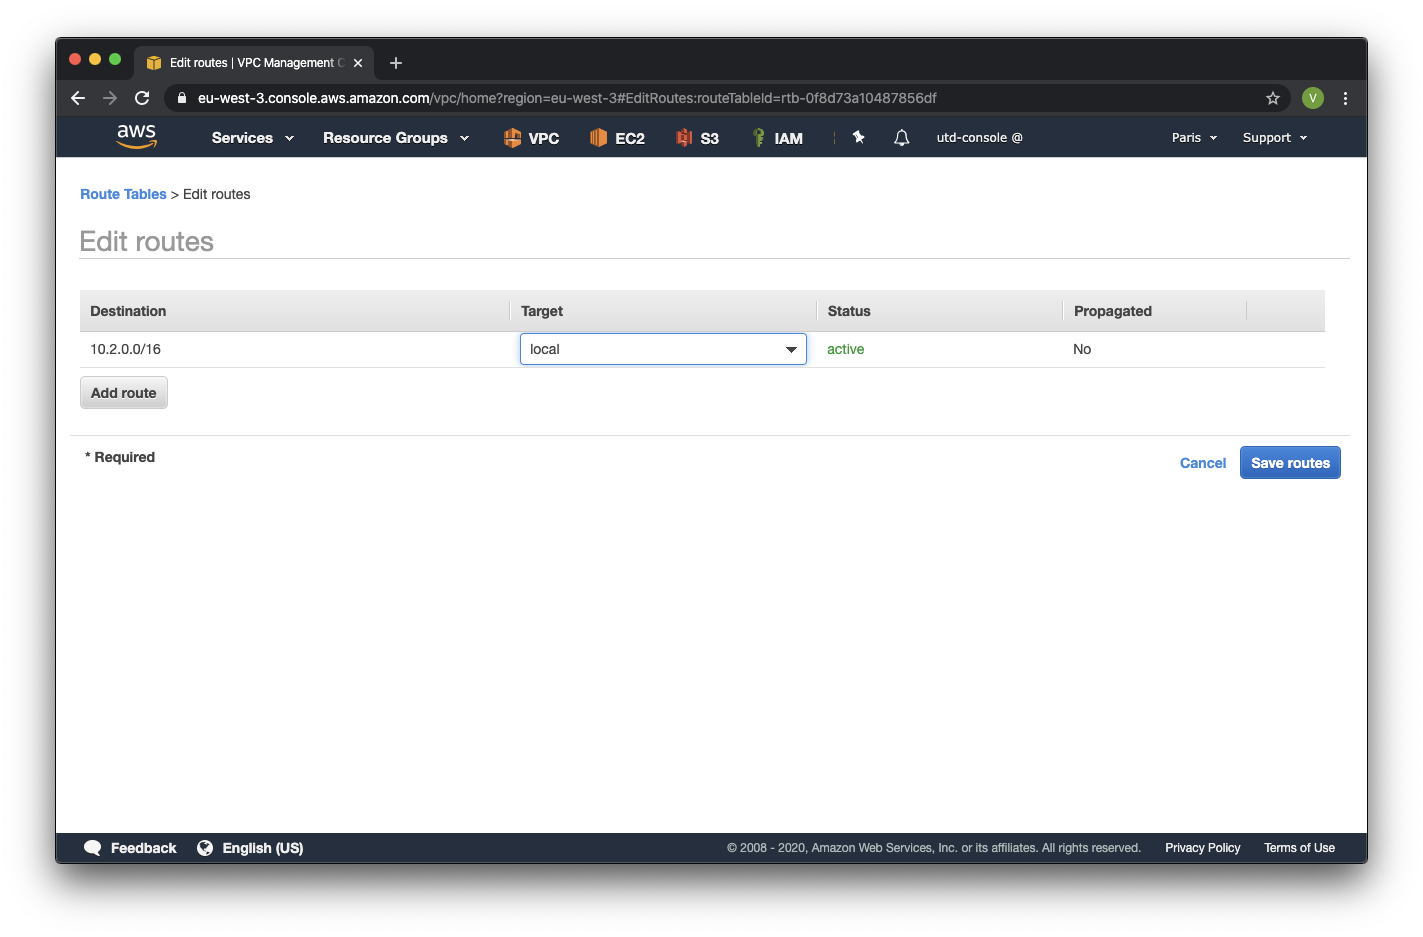 Edit routes | VPC Management C
eu-west-3.console.aws.amazon.com/vpc/home?region=eu-west-3#EditRoutes:routeTableId=rtb-0f8d73a10487856df
V
aws Services Resource Groups VPC EC2 S3 IAM utd-console @ Paris Support
Route Tables > Edit routes
Edit routes
Destination Target Status Propagated
10.2.0.0/16 local active No
Add route
* Required
Cancel Save routes
Feedback English (US) © 2008 - 2020, Amazon Web Services, Inc. or its affiliates. All rights reserved. Privacy Policy Terms of Use